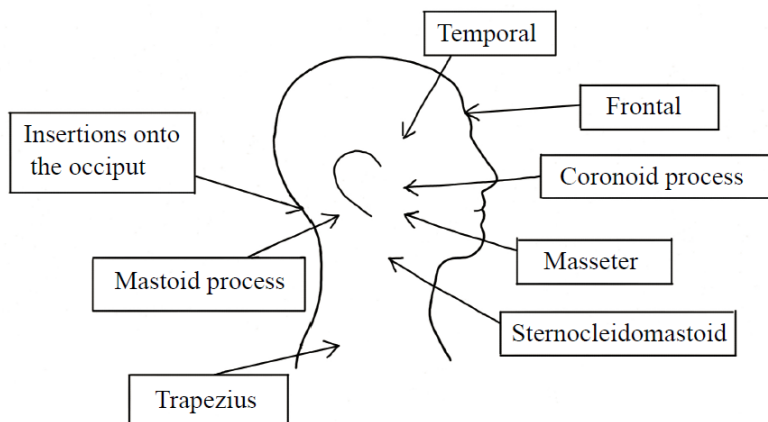 Temporal
Frontal
Insertions onto
the occiput
Coronoid process
Mastoid process
Masseter
Sternocleidomastoid
Trapezius